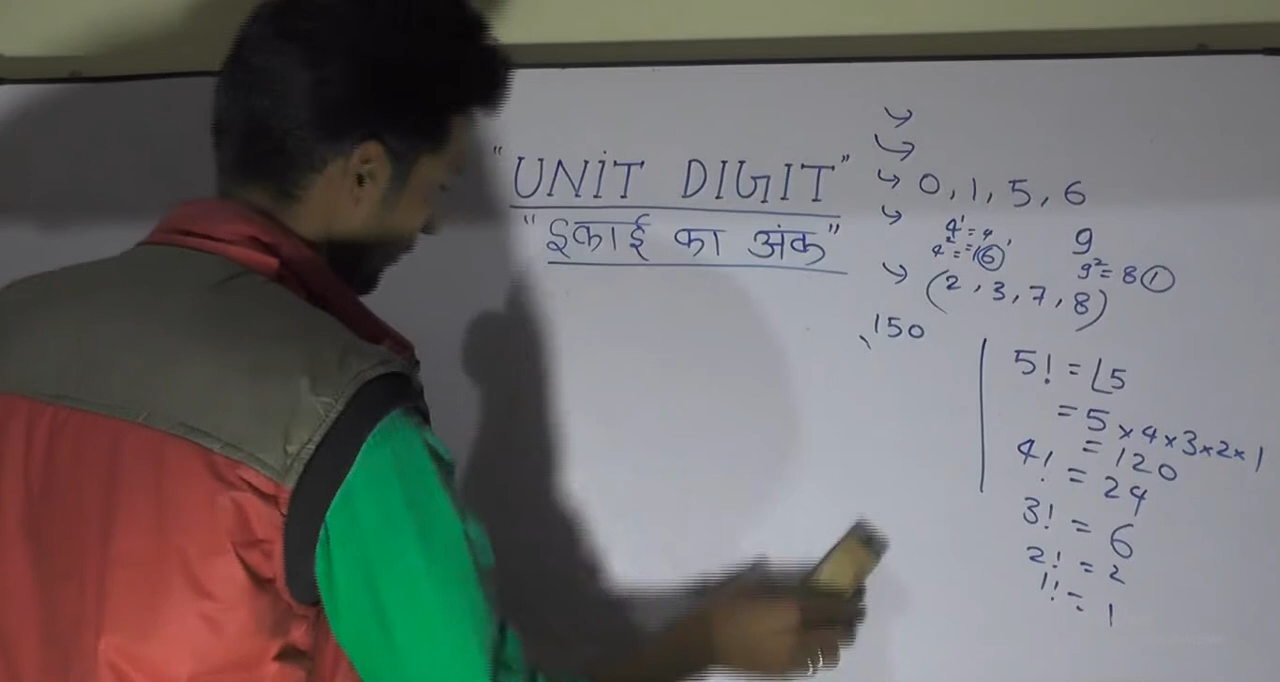 "UNIT DIGIT"
"इकाई का अंक"
0, 1, 5, 6
4¹ = 4,
4² = 16
9
9² = 81
(2, 3, 7, 8)
150
5! = ⌊5
= 5 × 4 × 3 × 2 × 1
= 120
4! = 24
3! = 6
2! = 2
1! = 1